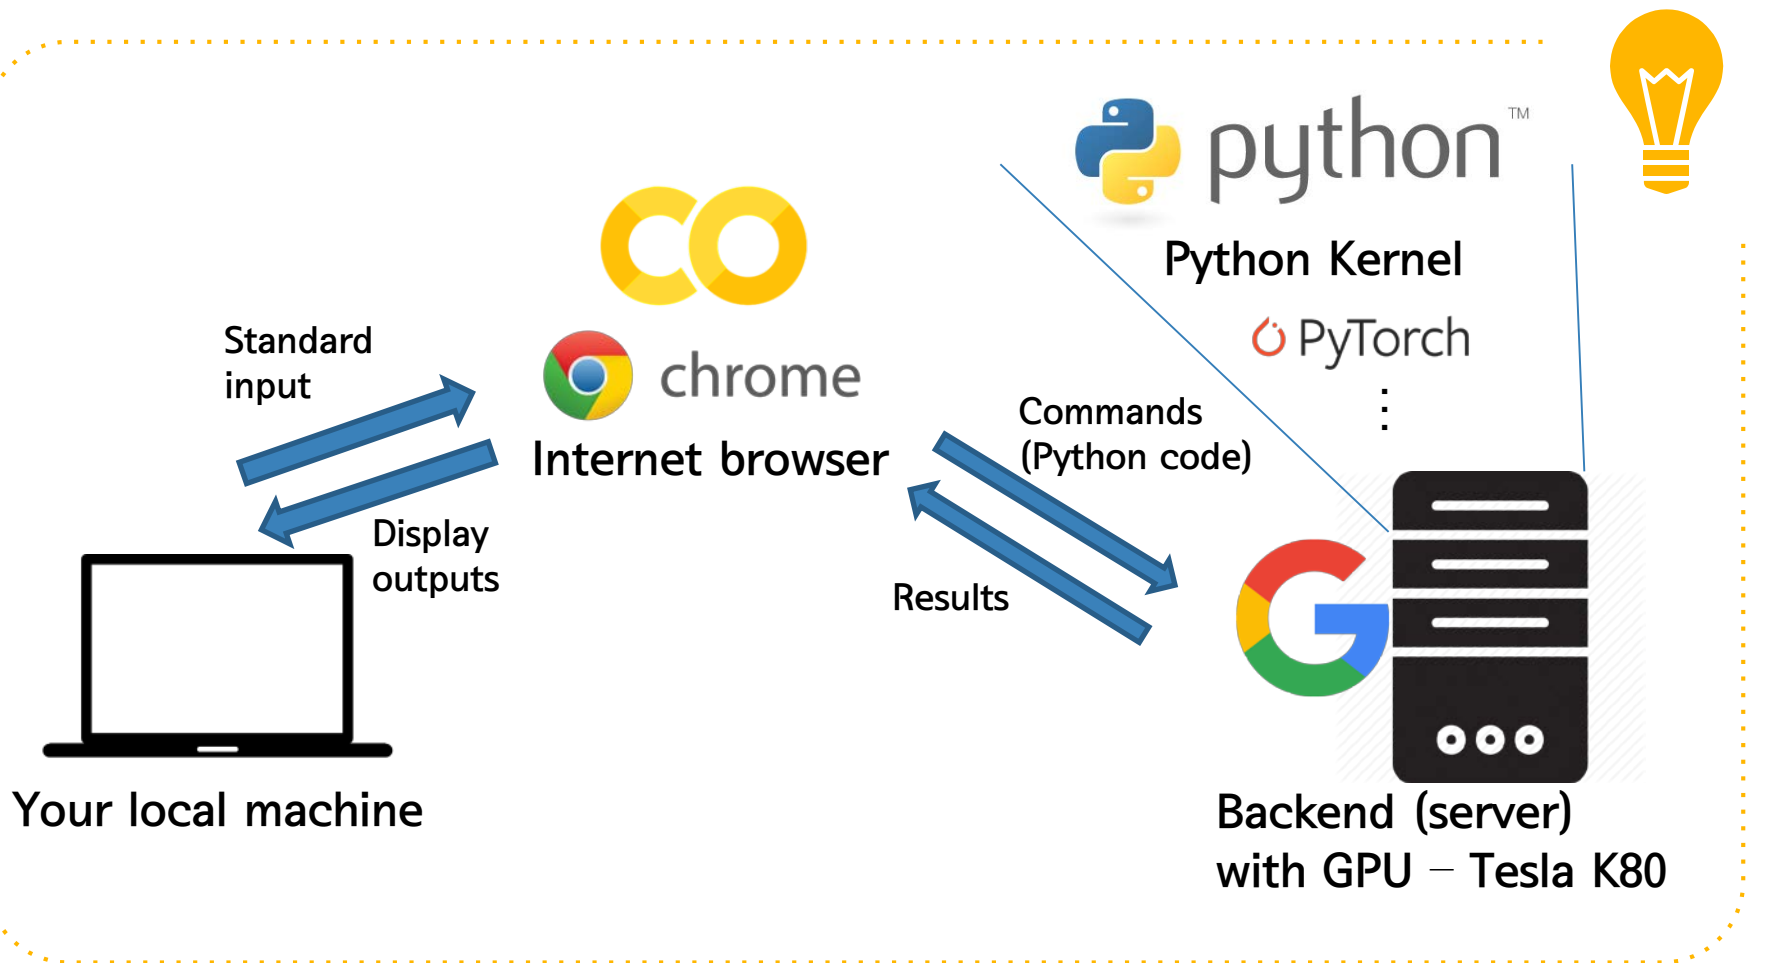 python™
Python Kernel
PyTorch
CO
Standard
input
chrome
Internet browser
Commands
(Python code)
Display
outputs
Results
G
Your local machine
Backend (server)
with GPU – Tesla K80